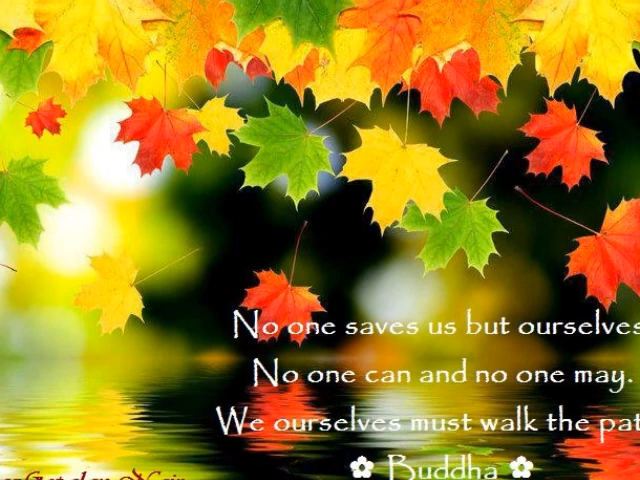 No one saves us but ourselves
No one can and no one may.
We ourselves must walk the pat
✿ Buddha ✿